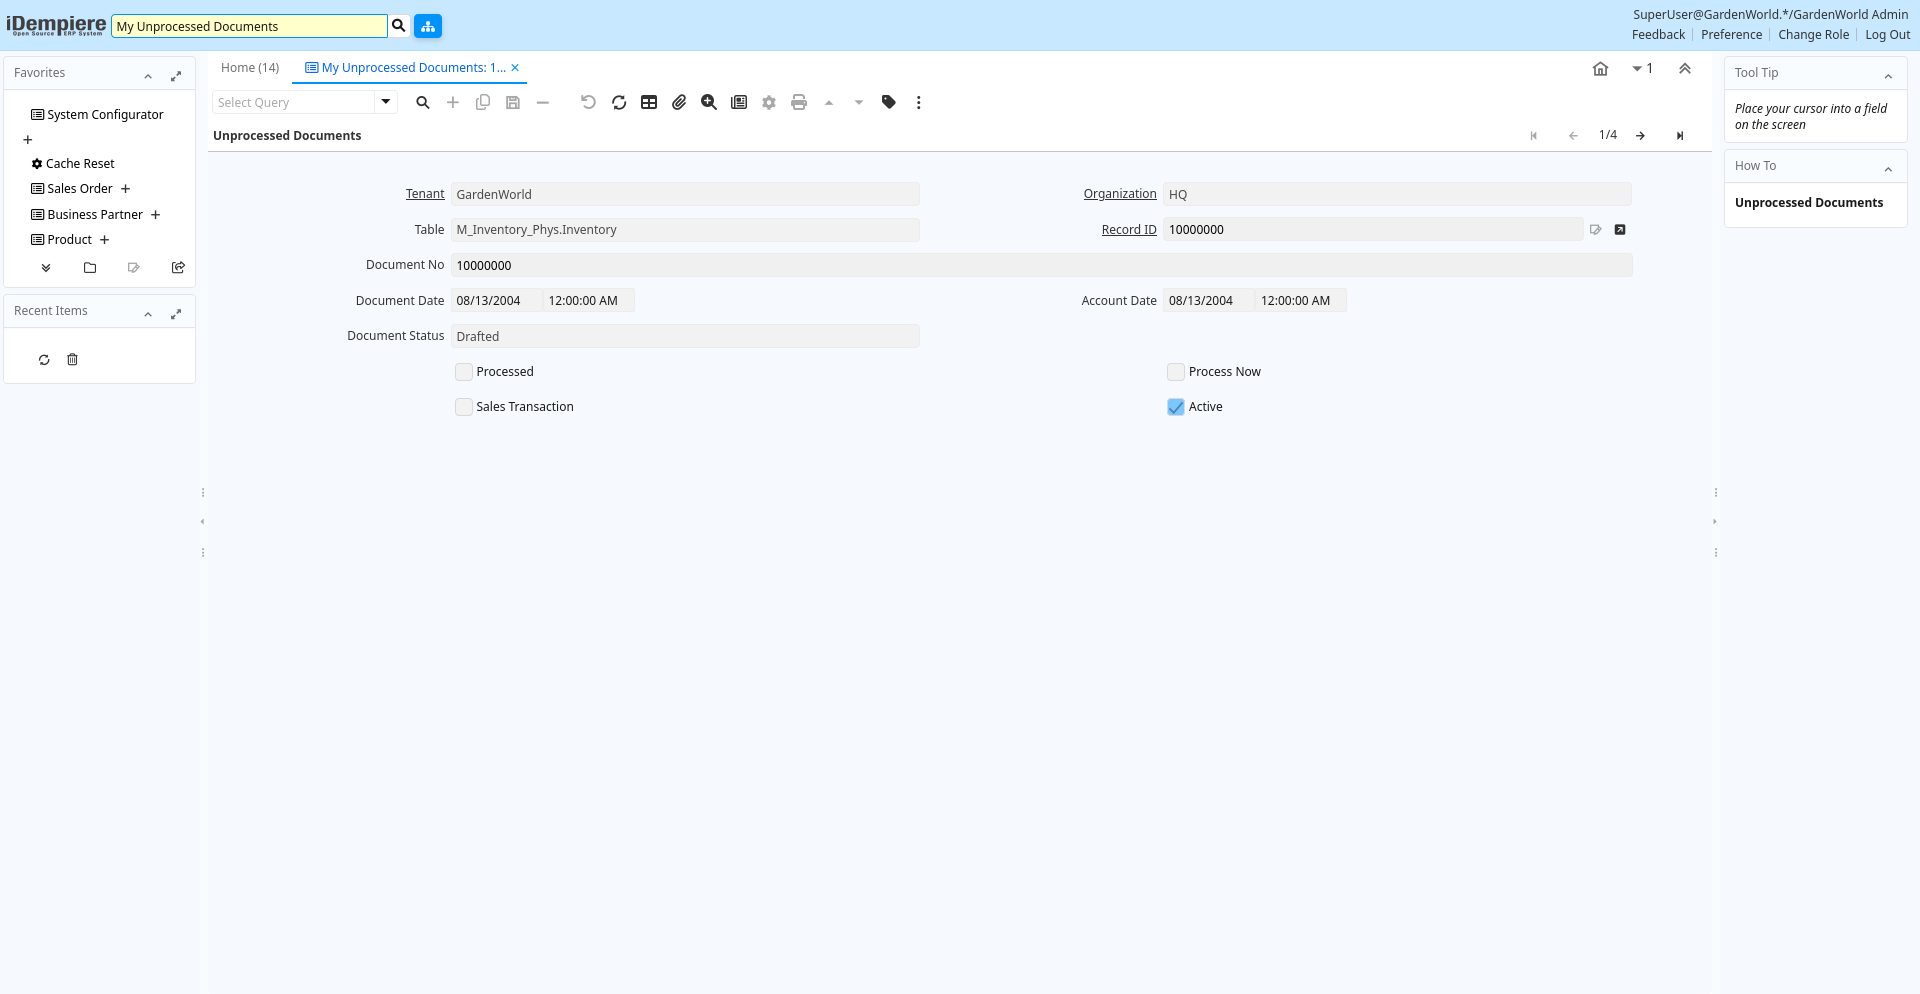 iDempiere
Open Source ERP System
My Unprocessed Documents
SuperUser@GardenWorld.*/GardenWorld Admin
Feedback
Preference
Change Role
Log Out
Favorites
System Configurator
Cache Reset
Sales Order
Business Partner
Product
Recent Items
Home (14)
My Unprocessed Documents: 1...
1
Select Query
Unprocessed Documents
1/4
Tenant
GardenWorld
Organization
HQ
Table
M_Inventory_Phys.Inventory
Record ID
10000000
Document No
10000000
Document Date
08/13/2004
12:00:00 AM
Account Date
08/13/2004
12:00:00 AM
Document Status
Drafted
Processed
Process Now
Sales Transaction
Active
Tool Tip
Place your cursor into a field
on the screen
How To
Unprocessed Documents